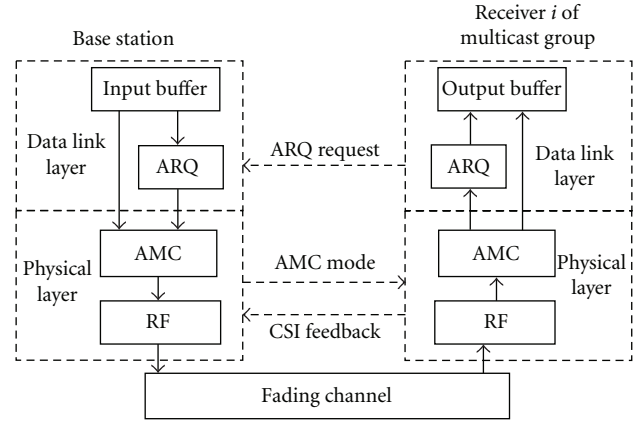 Base station
Receiver i of
multicast group
Input buffer
Output buffer
Data link
layer
ARQ
ARQ request
ARQ
Data link
layer
Physical
layer
AMC
AMC mode
AMC
Physical
layer
RF
CSI feedback
RF
Fading channel